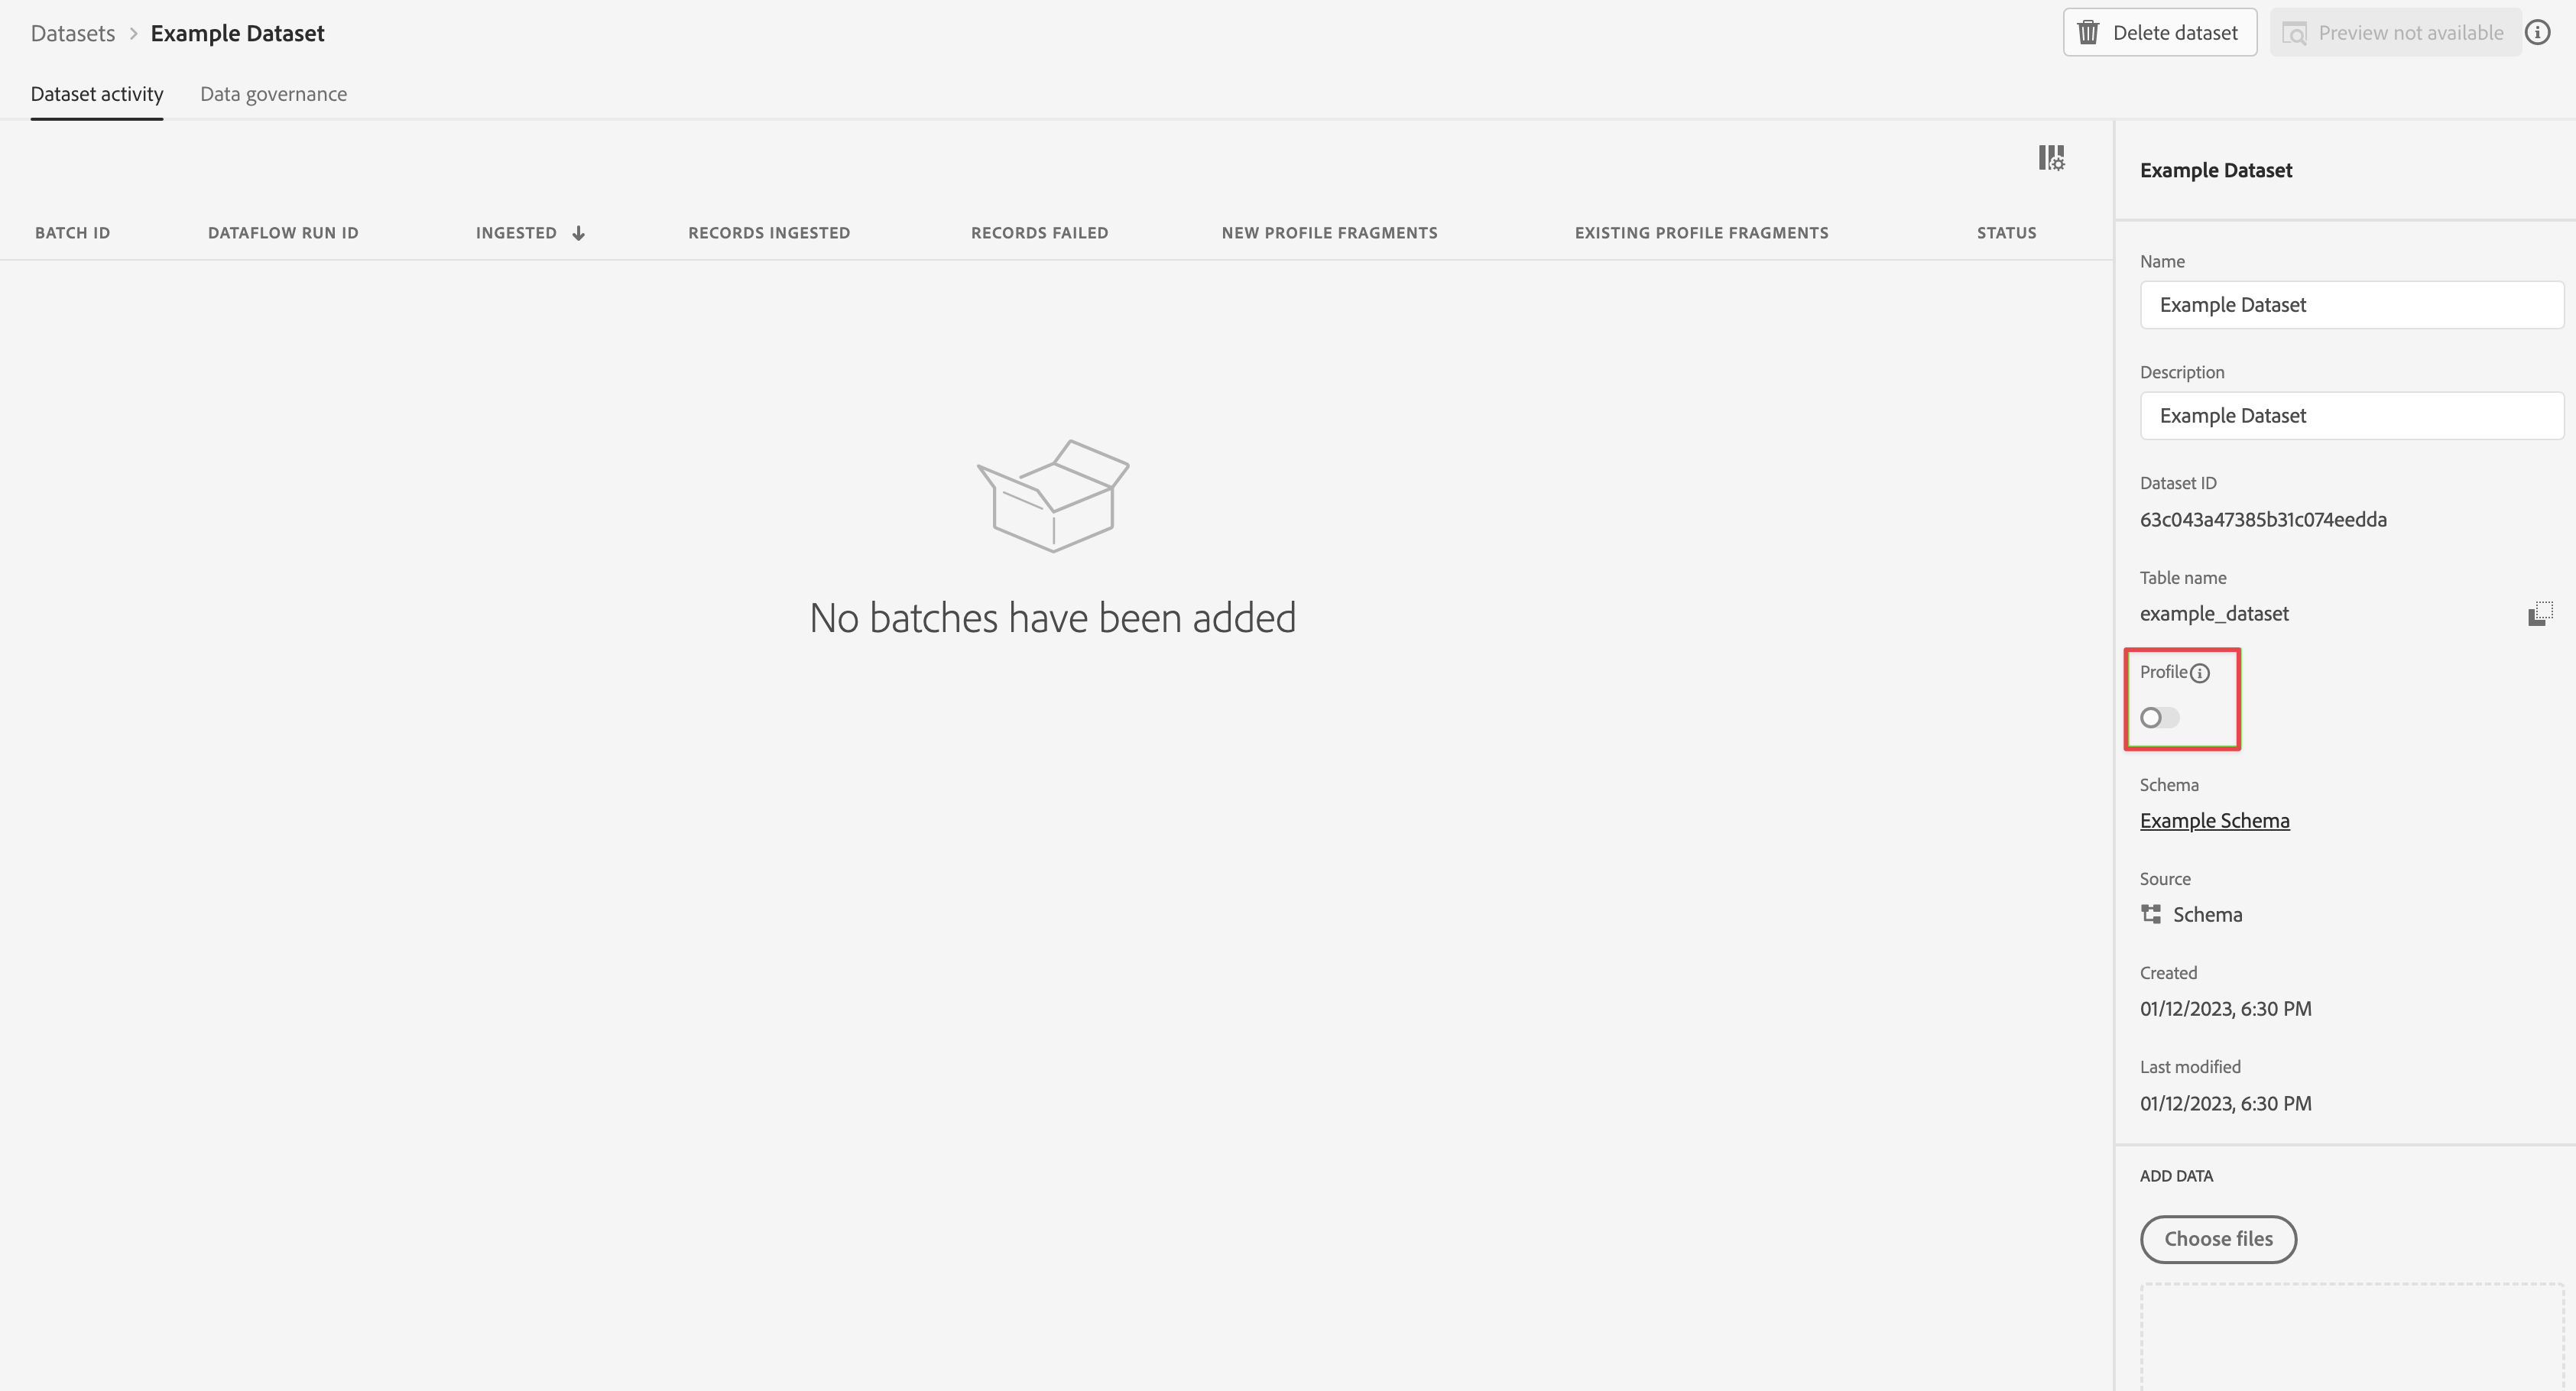 Datasets > Example Dataset
Delete dataset
Preview not available
Dataset activity
Data governance
BATCH ID
DATAFLOW RUN ID
INGESTED
RECORDS INGESTED
RECORDS FAILED
NEW PROFILE FRAGMENTS
EXISTING PROFILE FRAGMENTS
STATUS
No batches have been added
Example Dataset
Name
Example Dataset
Description
Example Dataset
Dataset ID
63c043a47385b31c074eedda
Table name
example_dataset
Profile
Schema
Example Schema
Source
Schema
Created
01/12/2023, 6:30 PM
Last modified
01/12/2023, 6:30 PM
ADD DATA
Choose files